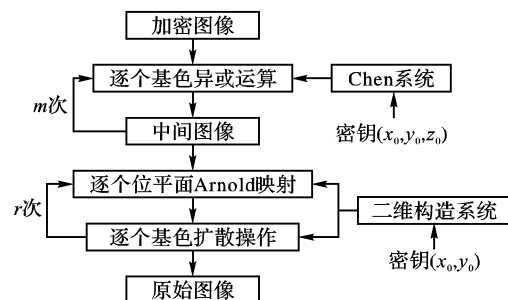 加密图像
逐个基色异或运算
Chen系统
m次
密钥(x₀,y₀,z₀)
中间图像
逐个位平面Arnold映射
r次
二维构造系统
逐个基色扩散操作
密钥(x₀,y₀)
原始图像